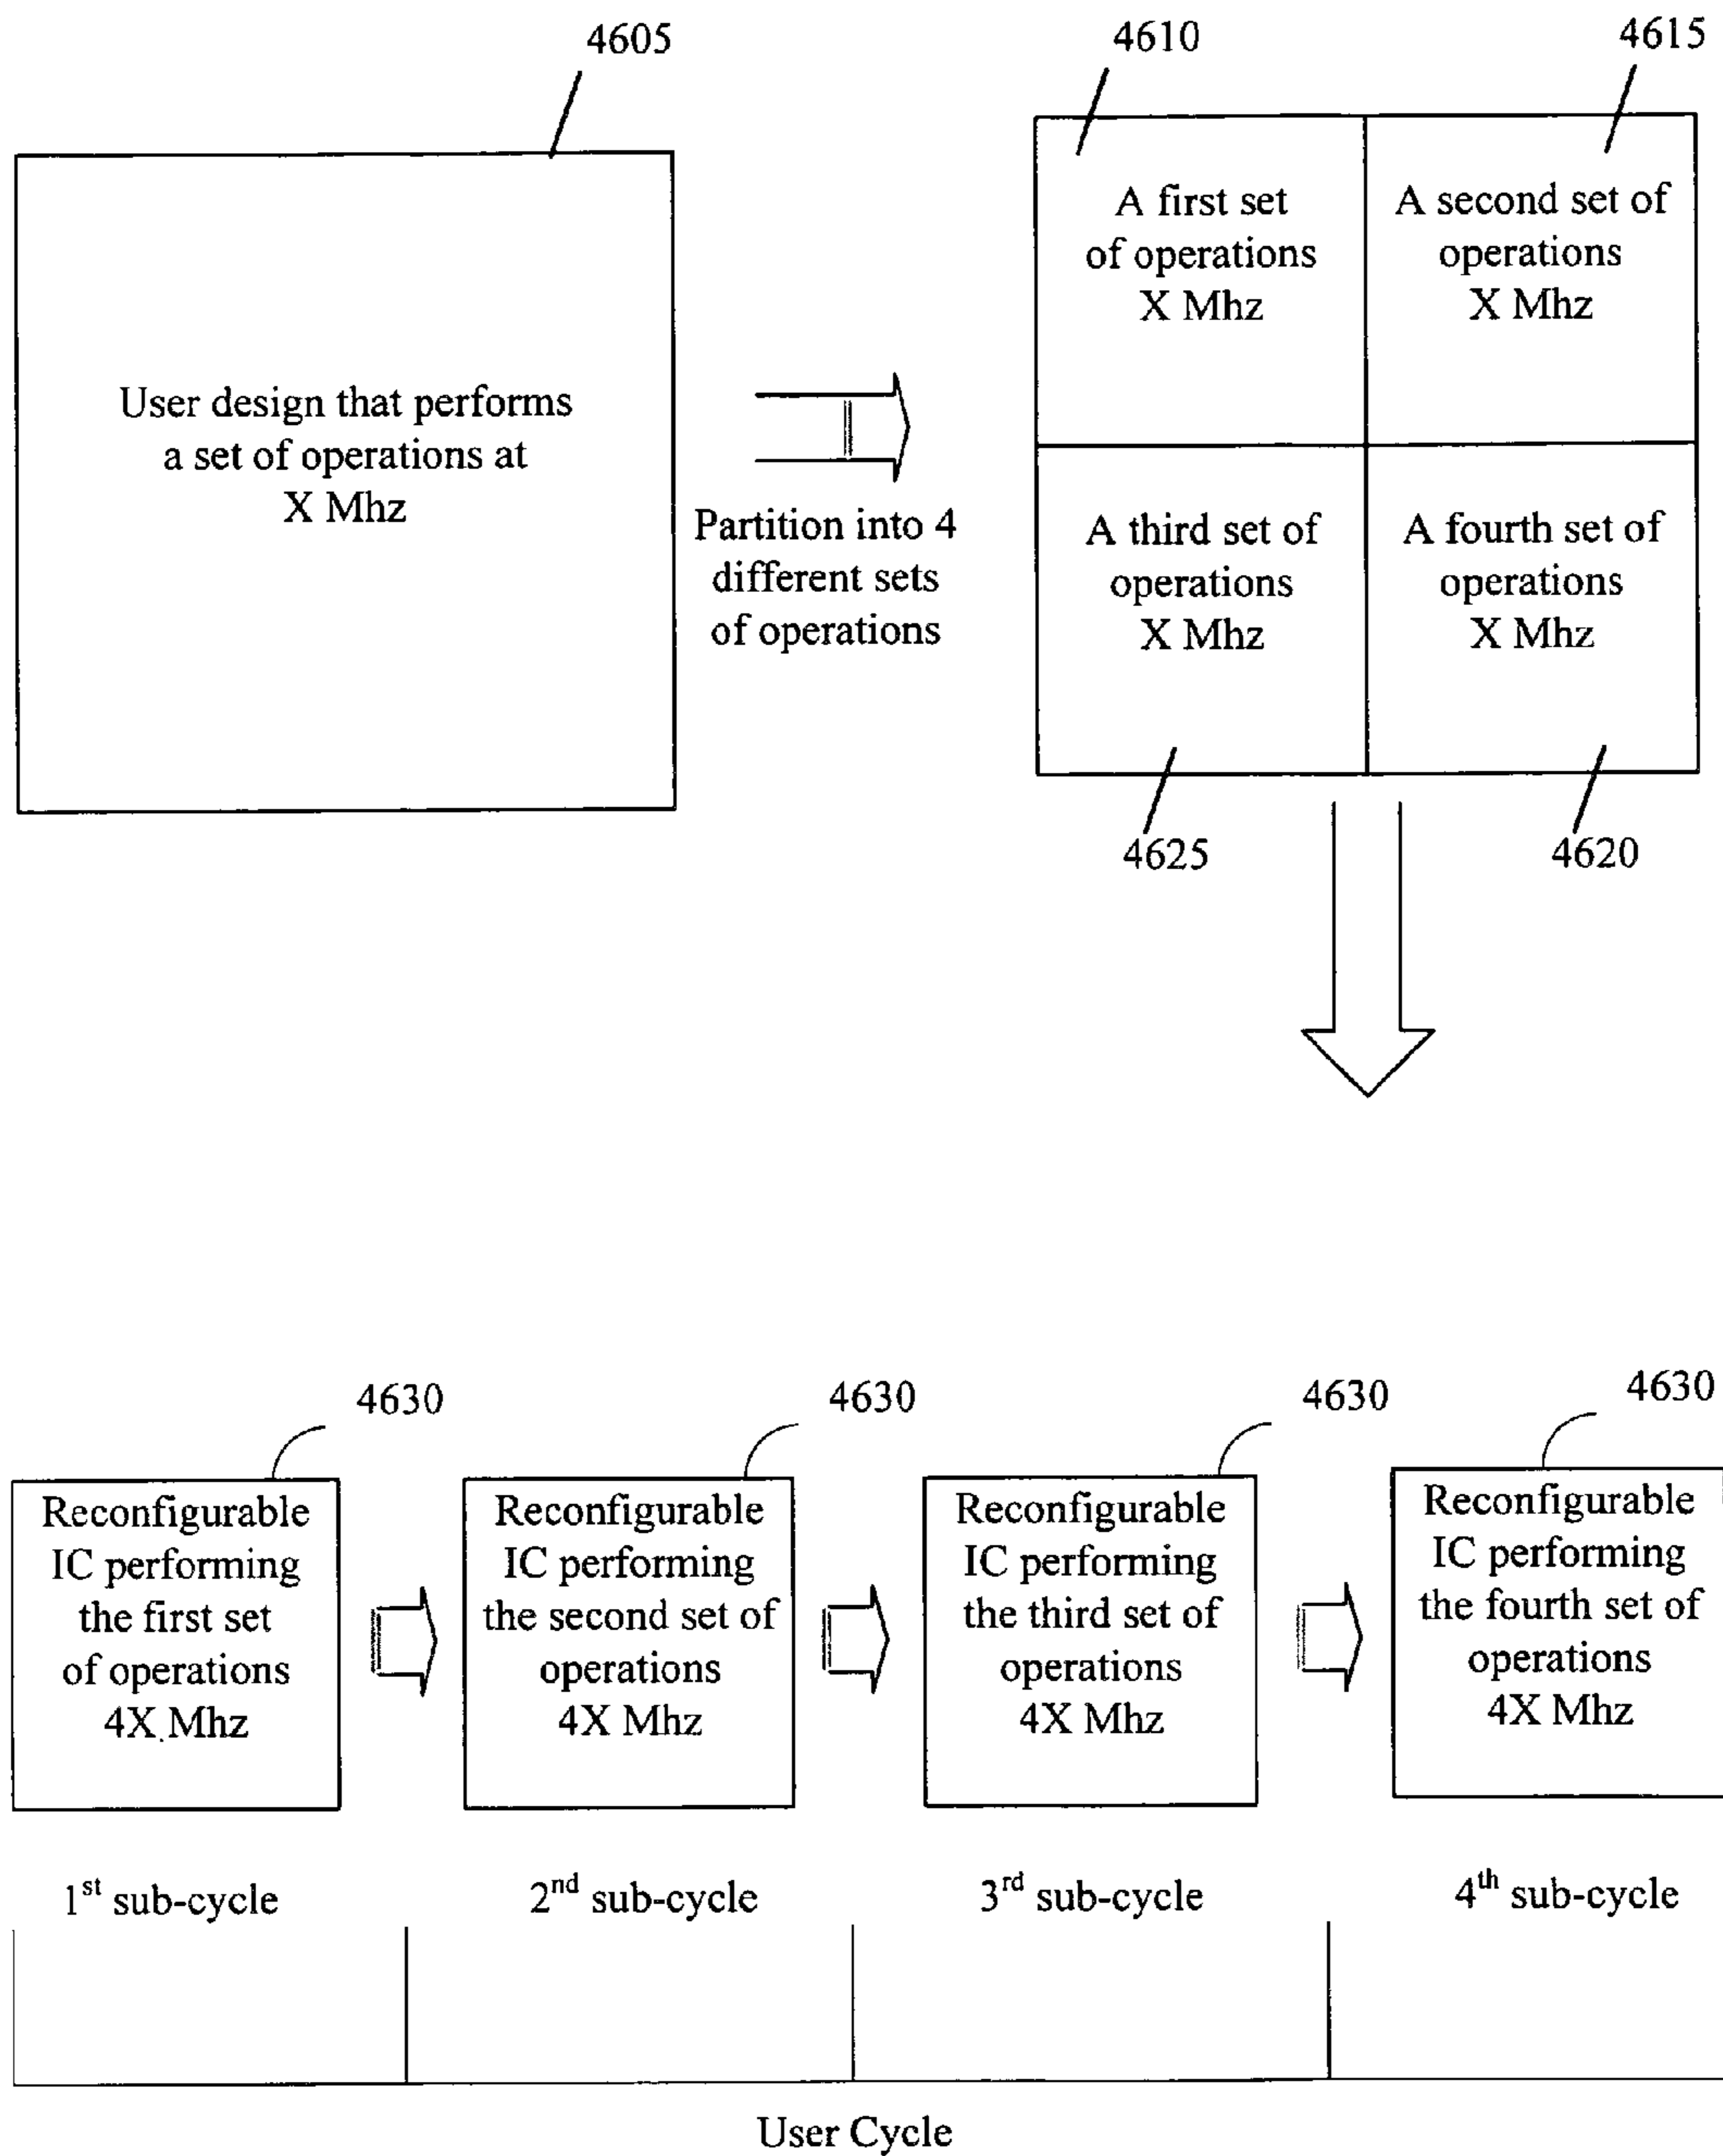 4605
4610
4615
User design that performs
a set of operations at
X Mhz
Partition into 4
different sets
of operations
A first set
of operations
X Mhz
A second set of
operations
X Mhz
A third set of
operations
X Mhz
A fourth set of
operations
X Mhz
4625
4620
4630
4630
4630
4630
Reconfigurable
IC performing
the first set
of operations
4X Mhz
Reconfigurable
IC performing
the second set of
operations
4X Mhz
Reconfigurable
IC performing
the third set of
operations
4X Mhz
Reconfigurable
IC performing
the fourth set of
operations
4X Mhz
1st sub-cycle
2nd sub-cycle
3rd sub-cycle
4th sub-cycle
User Cycle